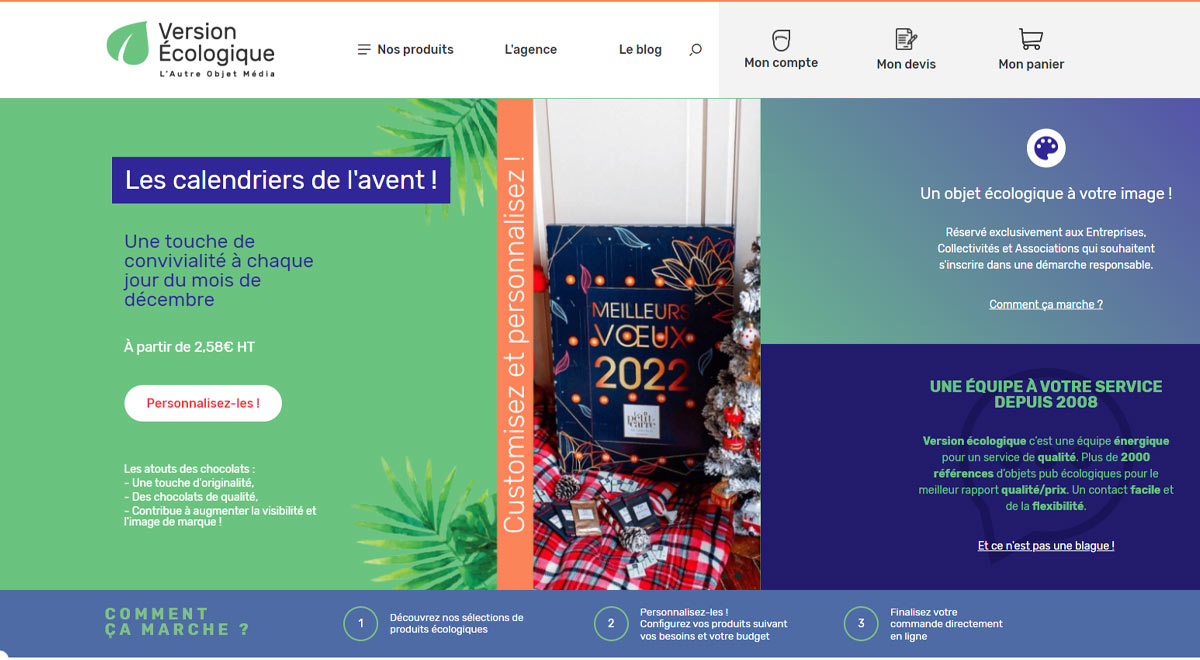 Version
Écologique
L'Autre Objet Média
Nos produits
L'agence
Le blog
Mon compte
Mon devis
Mon panier
Les calendriers de l'avent !
Une touche de
convivialité à chaque
jour du mois de
décembre
À partir de 2,58€ HT
Personnalisez-les !
Les atouts des chocolats :
- Une touche d'originalité,
- Des chocolats de qualité,
- Contribue à augmenter la visibilité et
l'image de marque !
Customisez et personnalisez !
MEILLEURS
VŒUX
2022
petit
carré
Un objet écologique à votre image !
Réservé exclusivement aux Entreprises,
Collectivités et Associations qui souhaitent
s'inscrire dans une démarche responsable.
Comment ça marche ?
UNE ÉQUIPE À VOTRE SERVICE
DEPUIS 2008
Version écologique c'est une équipe énergique
pour un service de qualité. Plus de 2000
références d'objets pub écologiques pour le
meilleur rapport qualité/prix. Un contact facile et
de la flexibilité.
Et ce n'est pas une blague !
COMMENT
ÇA MARCHE ?
1
Découvrez nos sélections de
produits écologiques
2
Personnalisez-les !
Configurez vos produits suivant
vos besoins et votre budget
3
Finalisez votre
commande directement
en ligne